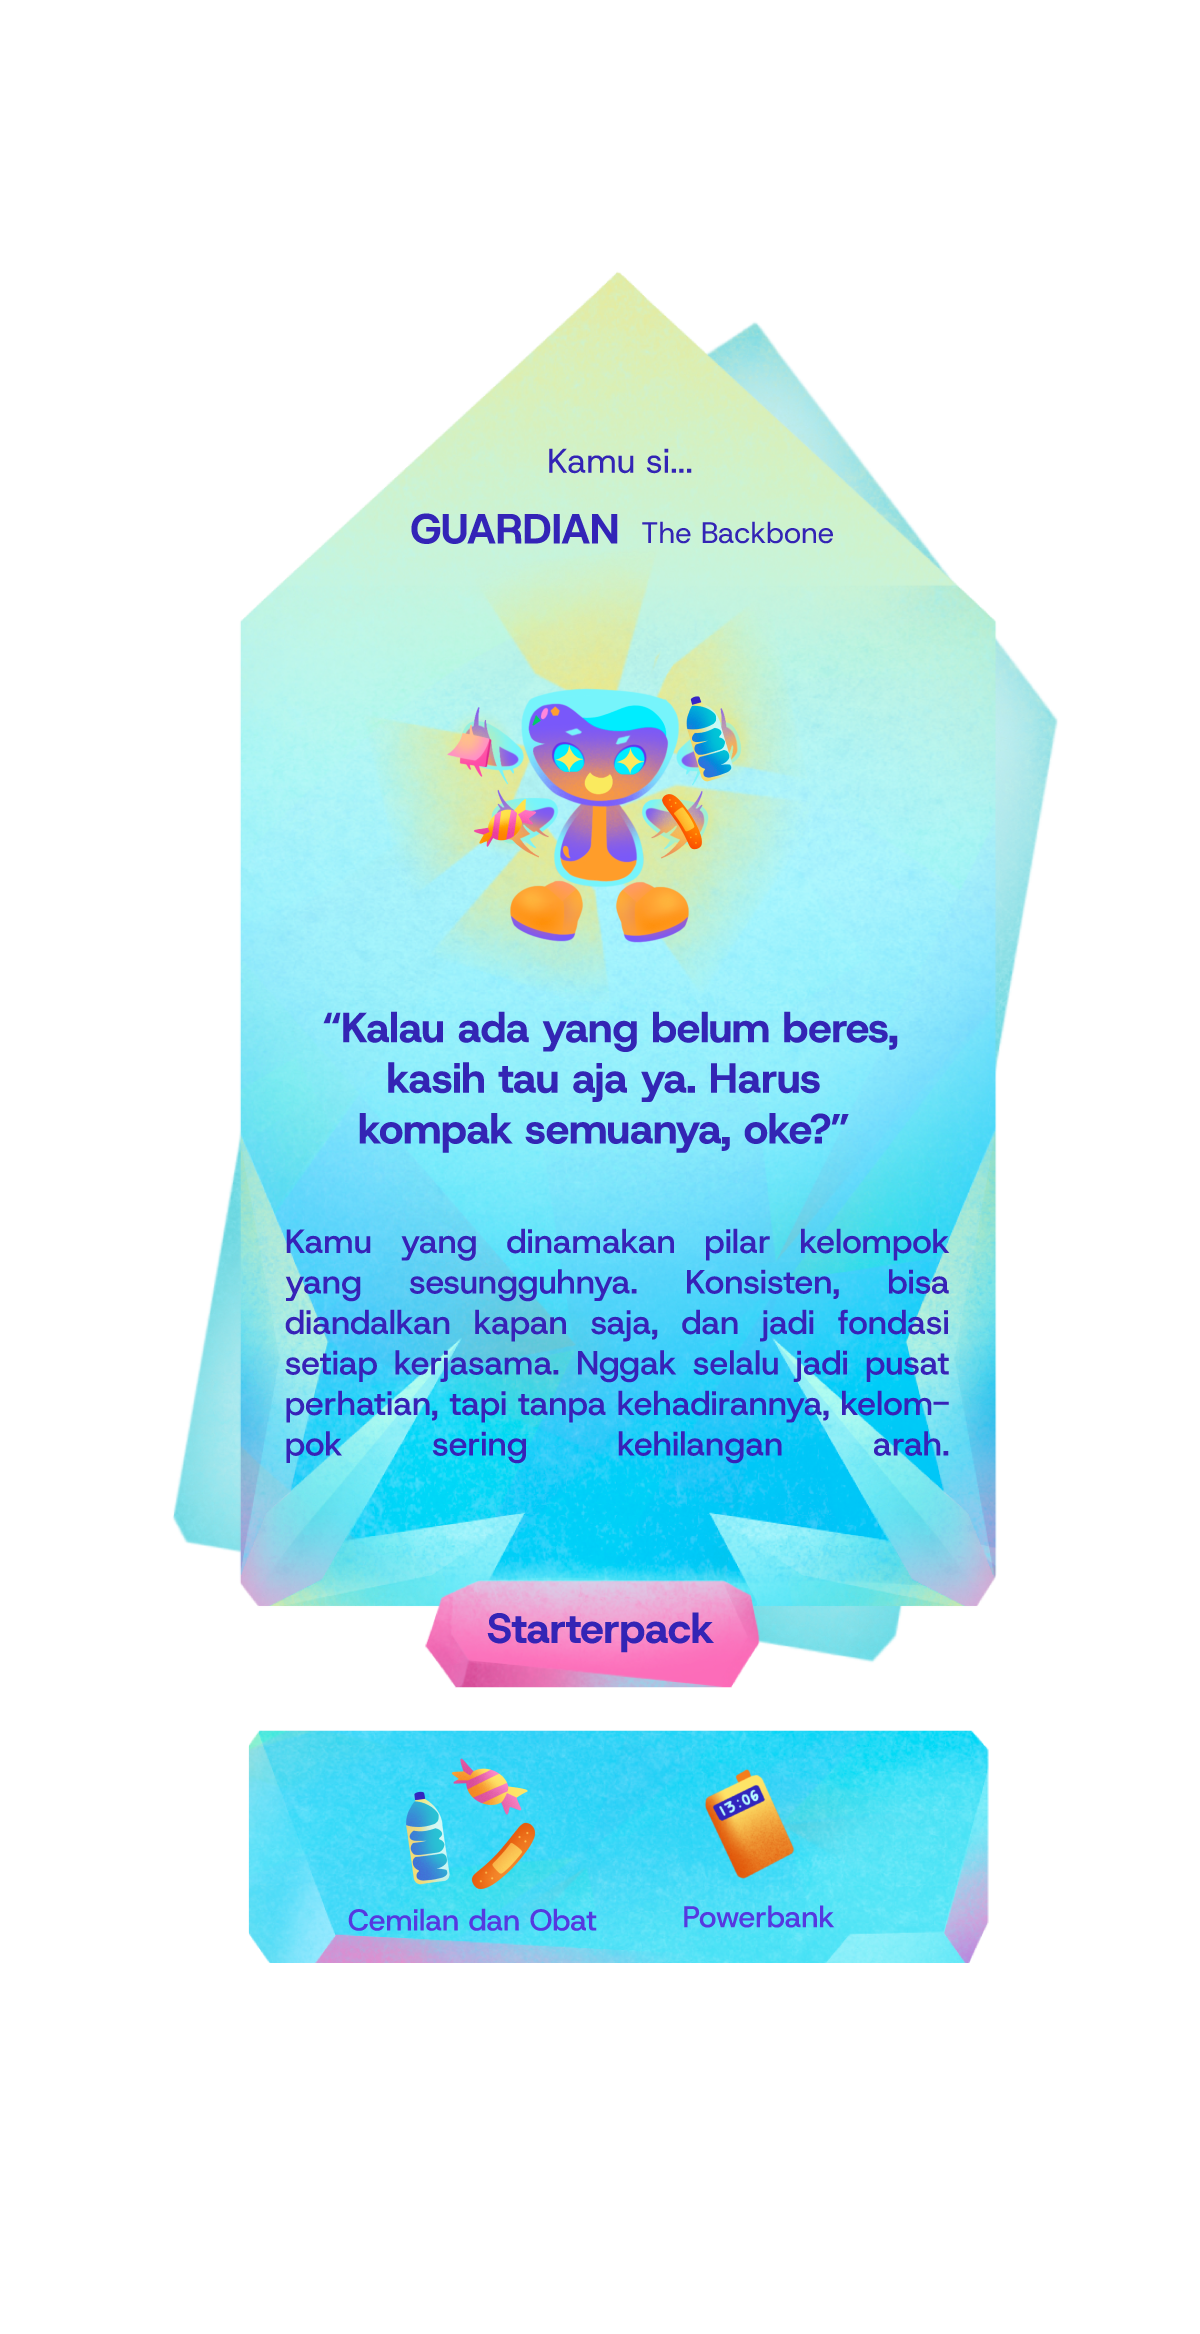 Kamu si...
GUARDIAN The Backbone
“Kalau ada yang belum beres,
kasih tau aja ya. Harus
kompak semuanya, oke?”
Kamu yang dinamakan pilar kelompok
yang sesungguhnya. Konsisten, bisa
diandalkan kapan saja, dan jadi fondasi
setiap kerjasama. Nggak selalu jadi pusat
perhatian, tapi tanpa kehadirannya, kelom-
pok sering kehilangan arah.
Starterpack
13:06
Cemilan dan Obat
Powerbank